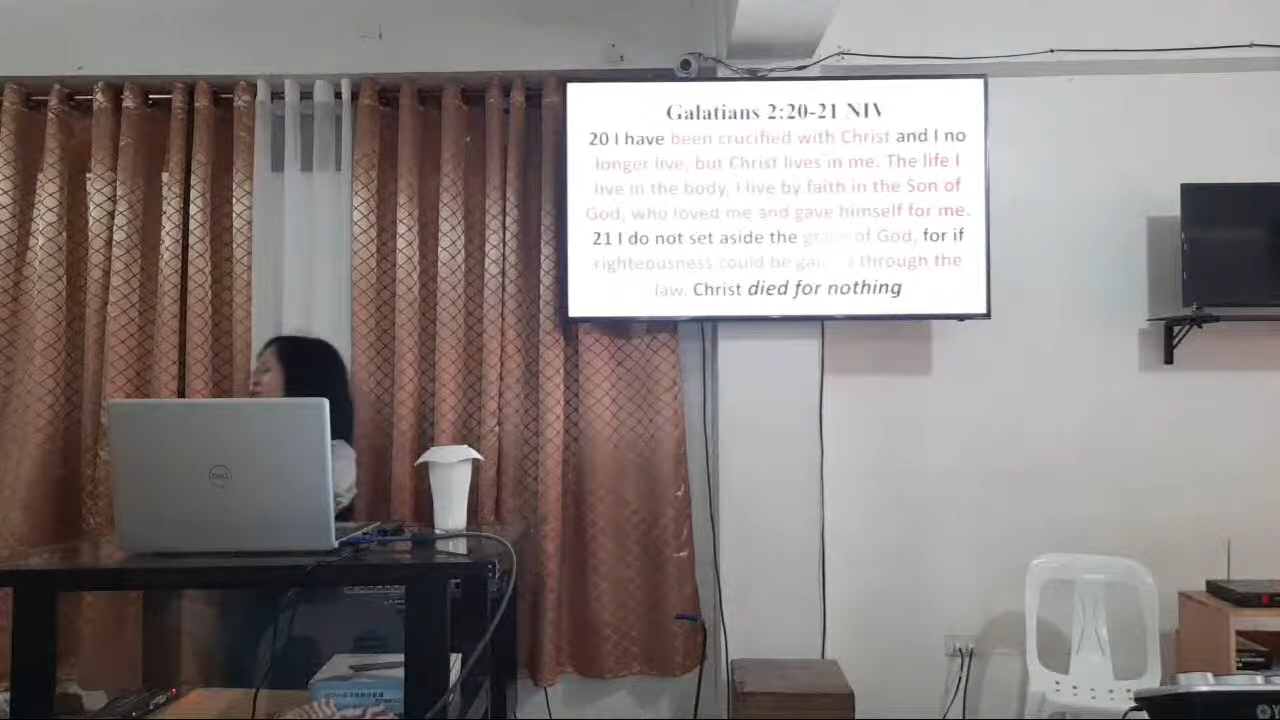 Galatians 2:20-21 NIV
20 I have been crucified with Christ and I no
longer live, but Christ lives in me. The life I
live in the body, I live by faith in the Son of
God, who loved me and gave himself for me.
21 I do not set aside the grace of God, for if
righteousness could be gained through the
law. Christ died for nothing
DELL